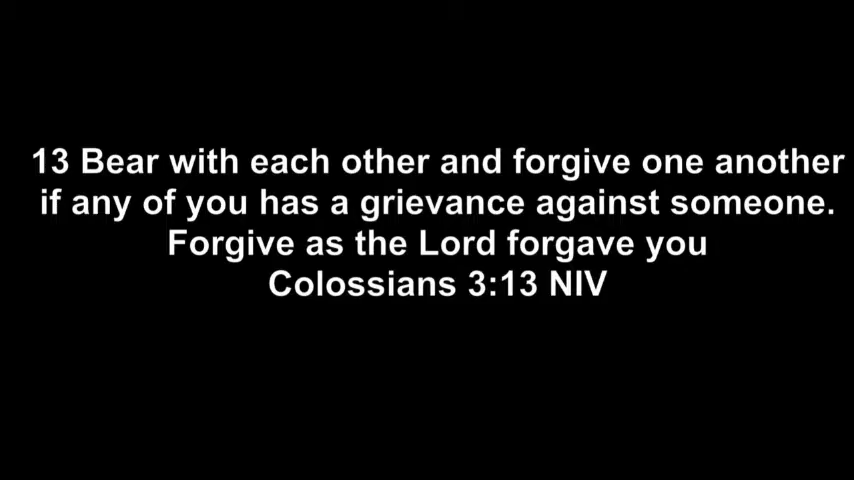 13 Bear with each other and forgive one another
if any of you has a grievance against someone.
Forgive as the Lord forgave you
Colossians 3:13 NIV